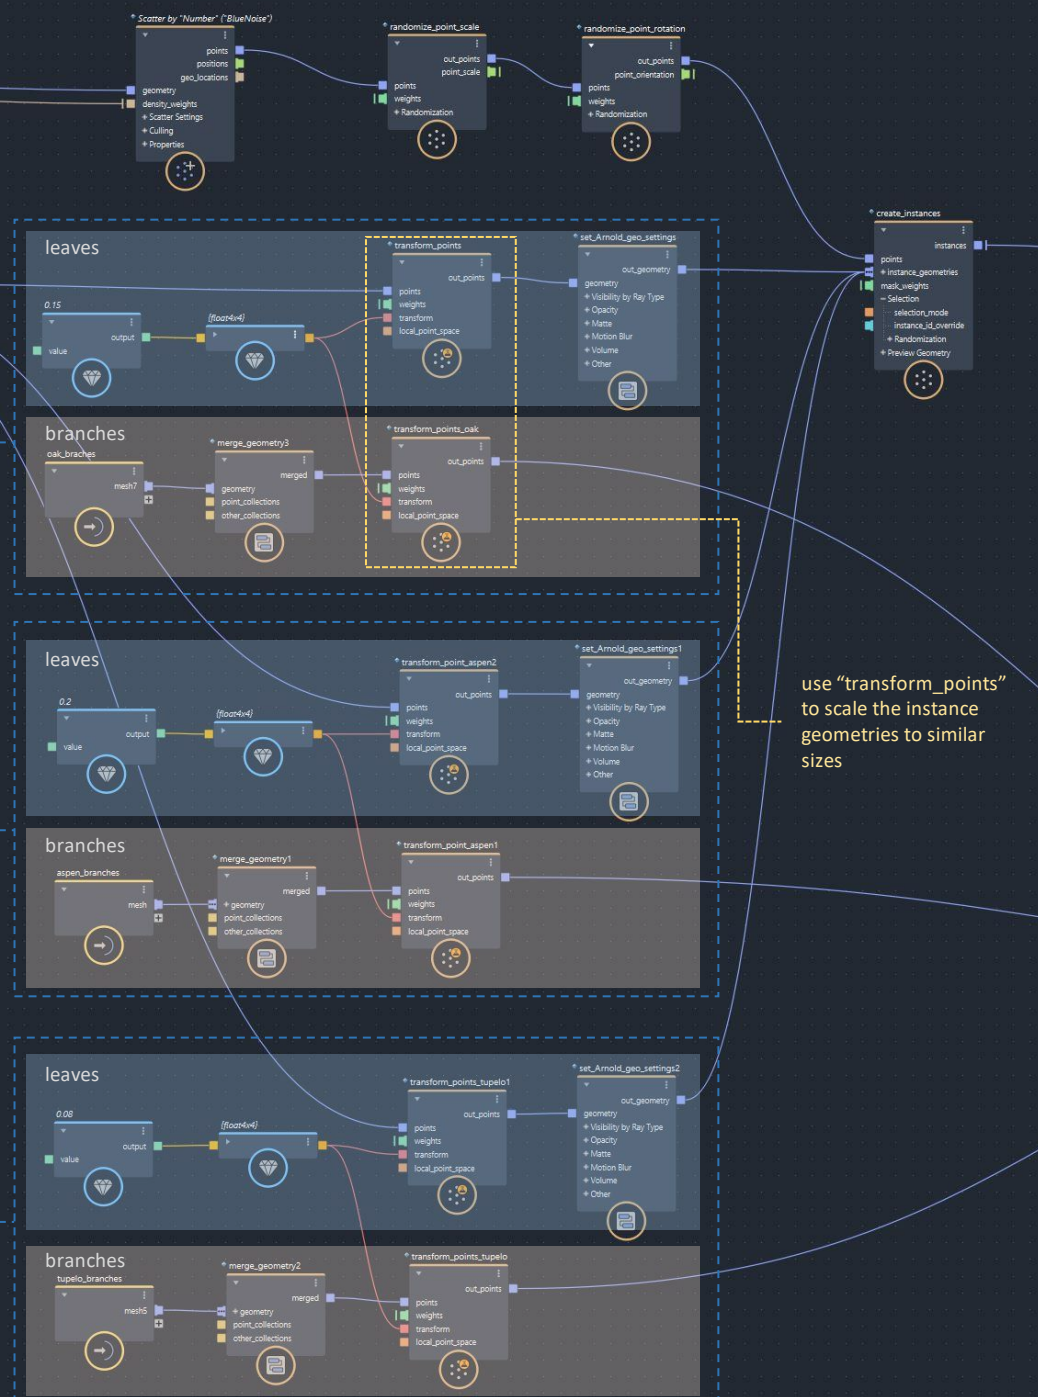 Scatter by "Number" ("BlueNoise")
points
positions
geo_locations
geometry
density_weights
+ Scatter Settings
+ Culling
+ Properties
randomize_point_scale
out_points
point_scale
points
weights
+ Randomization
randomize_point_rotation
out_points
point_orientation
points
weights
+ Randomization
create_instances
instances
points
+ instance_geometries
mask_weights
− Selection
selection_mode
instance_id_override
+ Randomization
+ Preview Geometry
leaves
0.15
output
value
{float4x4}
transform_points
out_points
points
weights
transform
local_point_space
set_Arnold_geo_settings
out_geometry
geometry
+ Visibility by Ray Type
+ Opacity
+ Matte
+ Motion Blur
+ Volume
+ Other
branches
oak_braches
mesh7
merge_geometry3
merged
geometry
point_collections
other_collections
transform_points_oak
out_points
points
weights
transform
local_point_space
leaves
0.2
output
value
{float4x4}
transform_point_aspen2
out_points
points
weights
transform
local_point_space
set_Arnold_geo_settings1
out_geometry
geometry
+ Visibility by Ray Type
+ Opacity
+ Matte
+ Motion Blur
+ Volume
+ Other
use “transform_points”
to scale the instance
geometries to similar
sizes
branches
aspen_branches
mesh
merge_geometry1
merged
+ geometry
point_collections
other_collections
transform_point_aspen1
out_points
points
weights
transform
local_point_space
leaves
0.08
output
value
{float4x4}
transform_points_tupelo1
out_points
points
weights
transform
local_point_space
set_Arnold_geo_settings2
out_geometry
geometry
+ Visibility by Ray Type
+ Opacity
+ Matte
+ Motion Blur
+ Volume
+ Other
branches
tupelo_branches
mesh5
merge_geometry2
merged
+ geometry
point_collections
other_collections
transform_points_tupelo
out_points
points
weights
transform
local_point_space